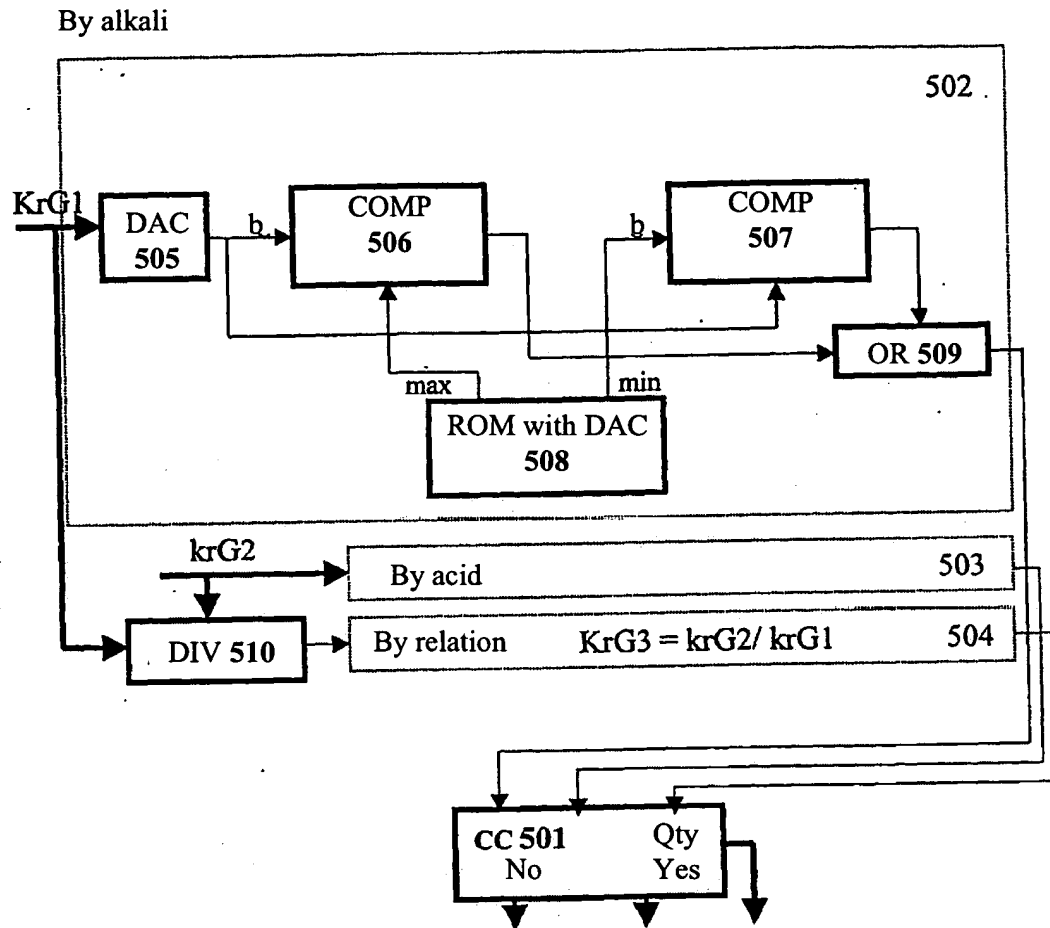 By alkali
502
KrG1
DAC
505
b
COMP
506
b
COMP
507
OR 509
max
min
ROM with DAC
508
krG2
By acid
503
DIV 510
By relation KrG3 = krG2/ krG1
504
CC 501 Qty
No Yes